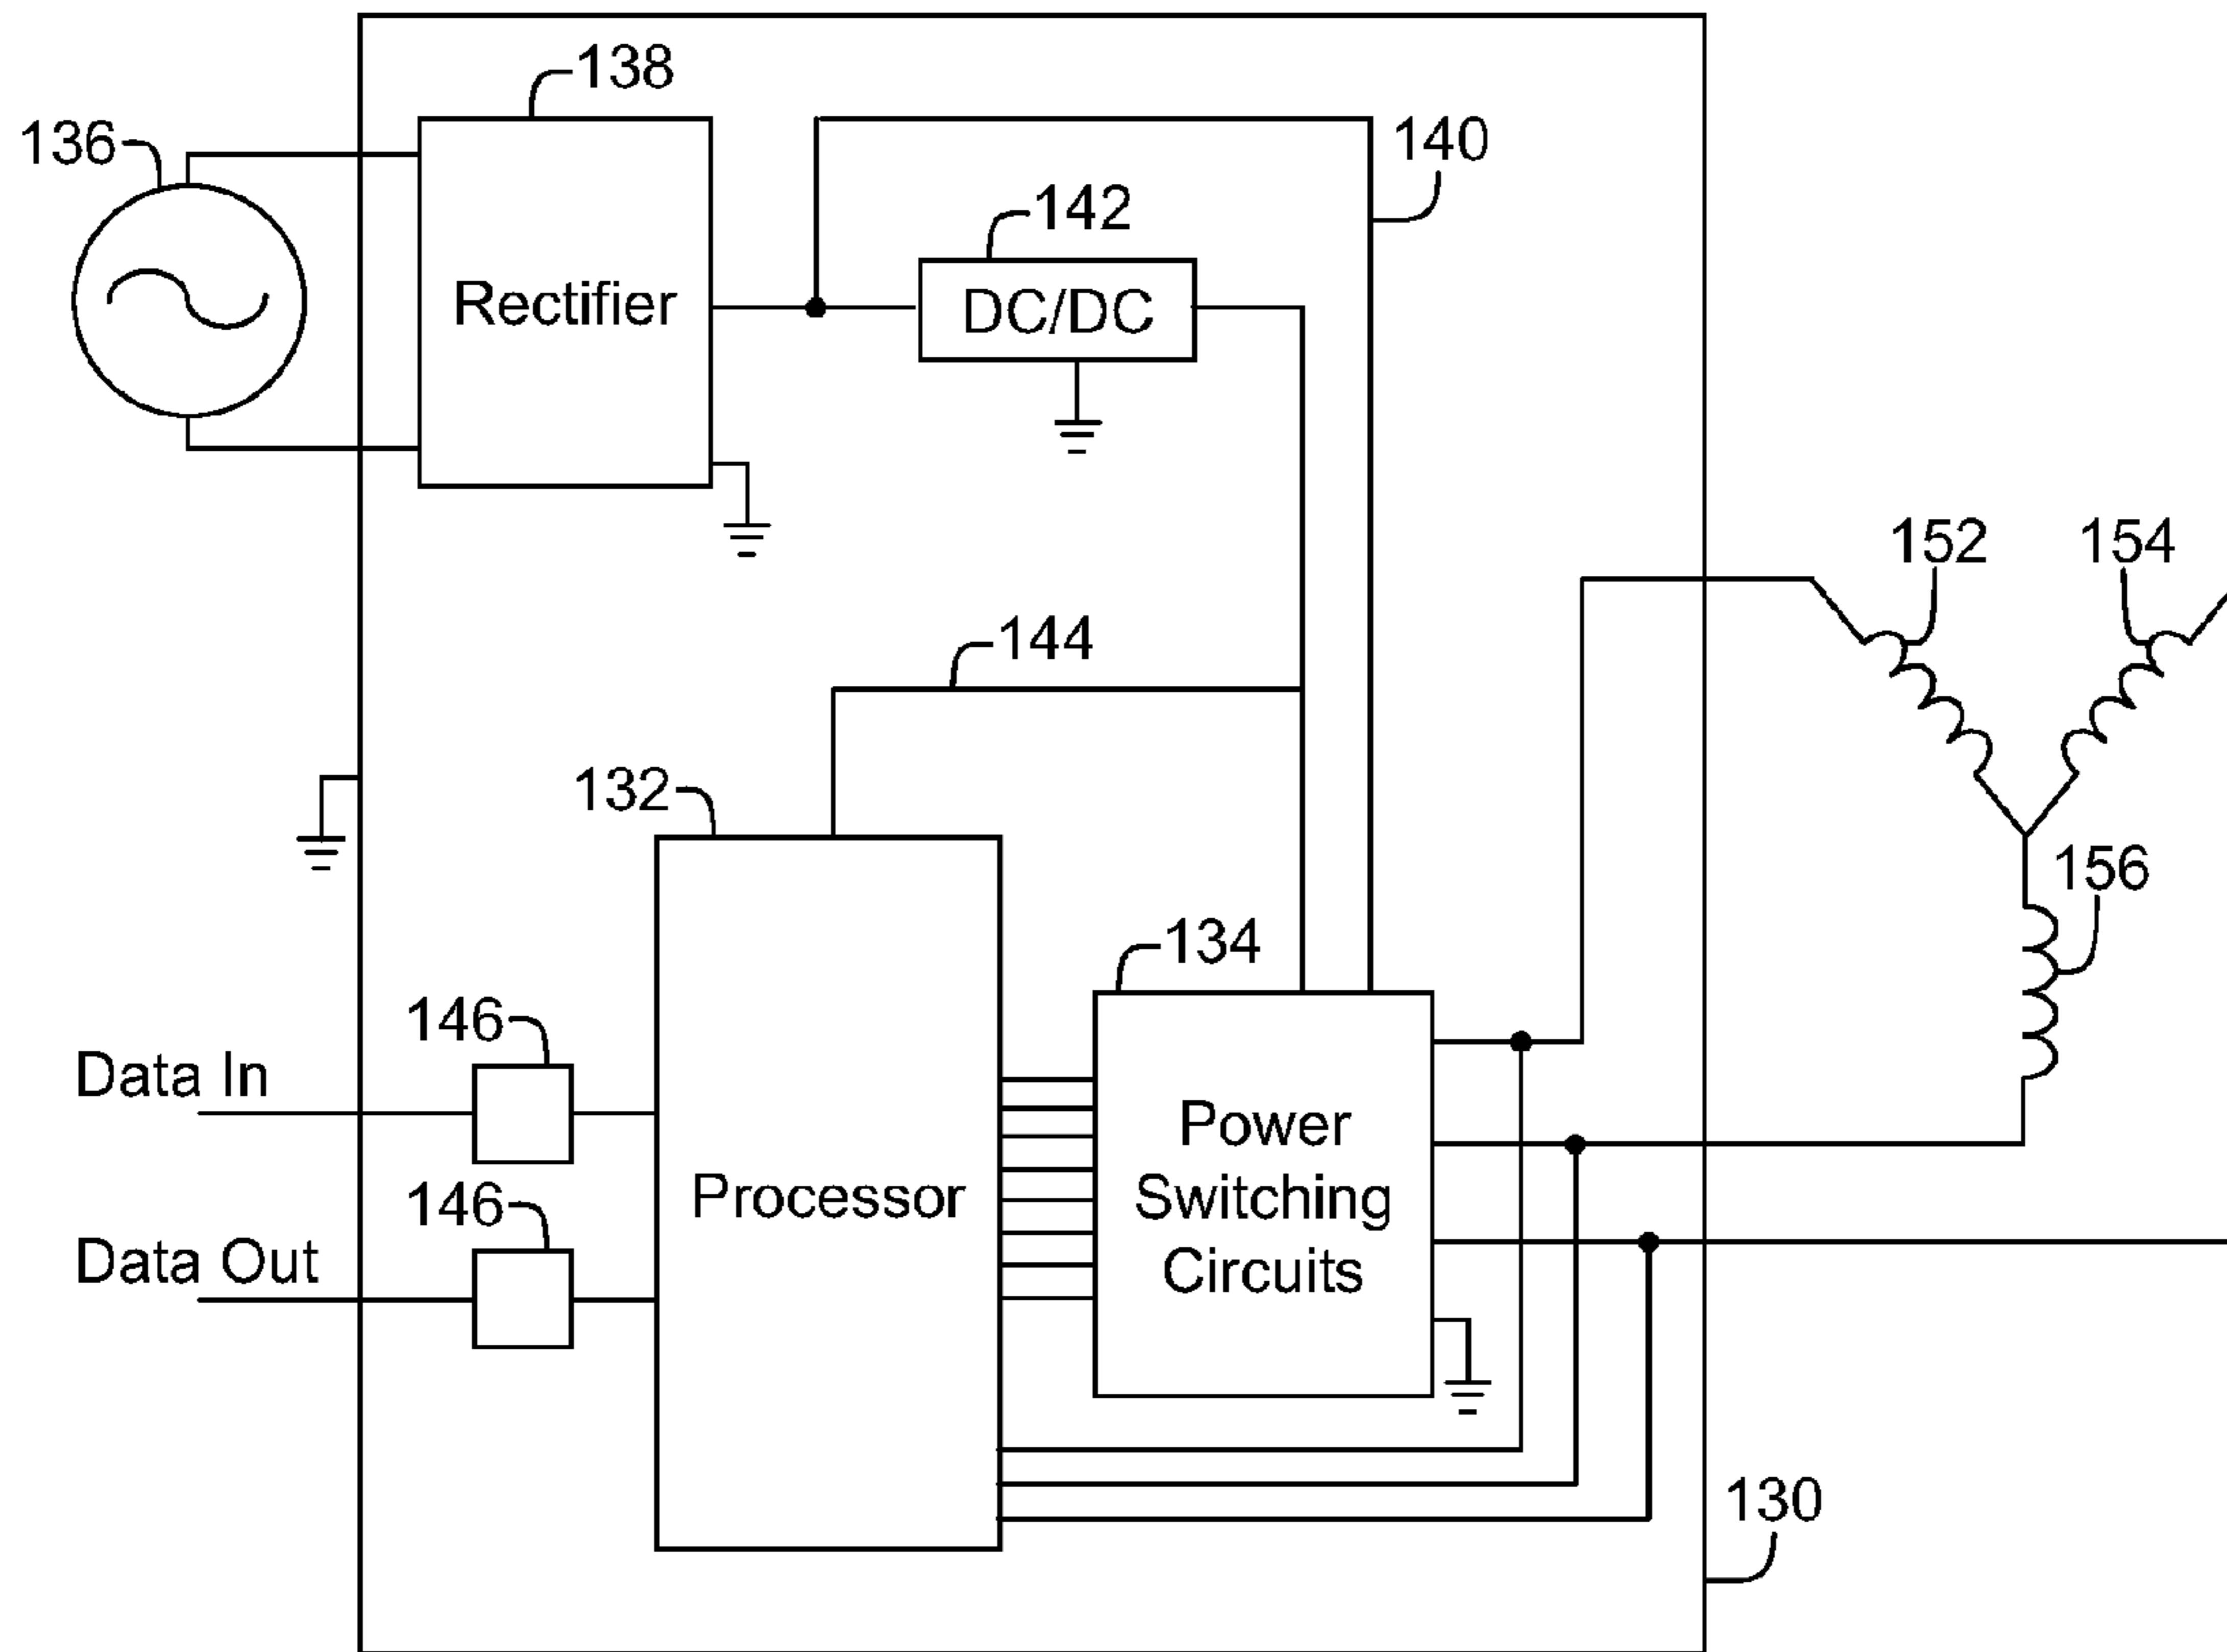 138
136
140
142
Rectifier
DC/DC
152
154
144
132
156
134
146
Data In
Power
Switching
Circuits
Processor
146
Data Out
130